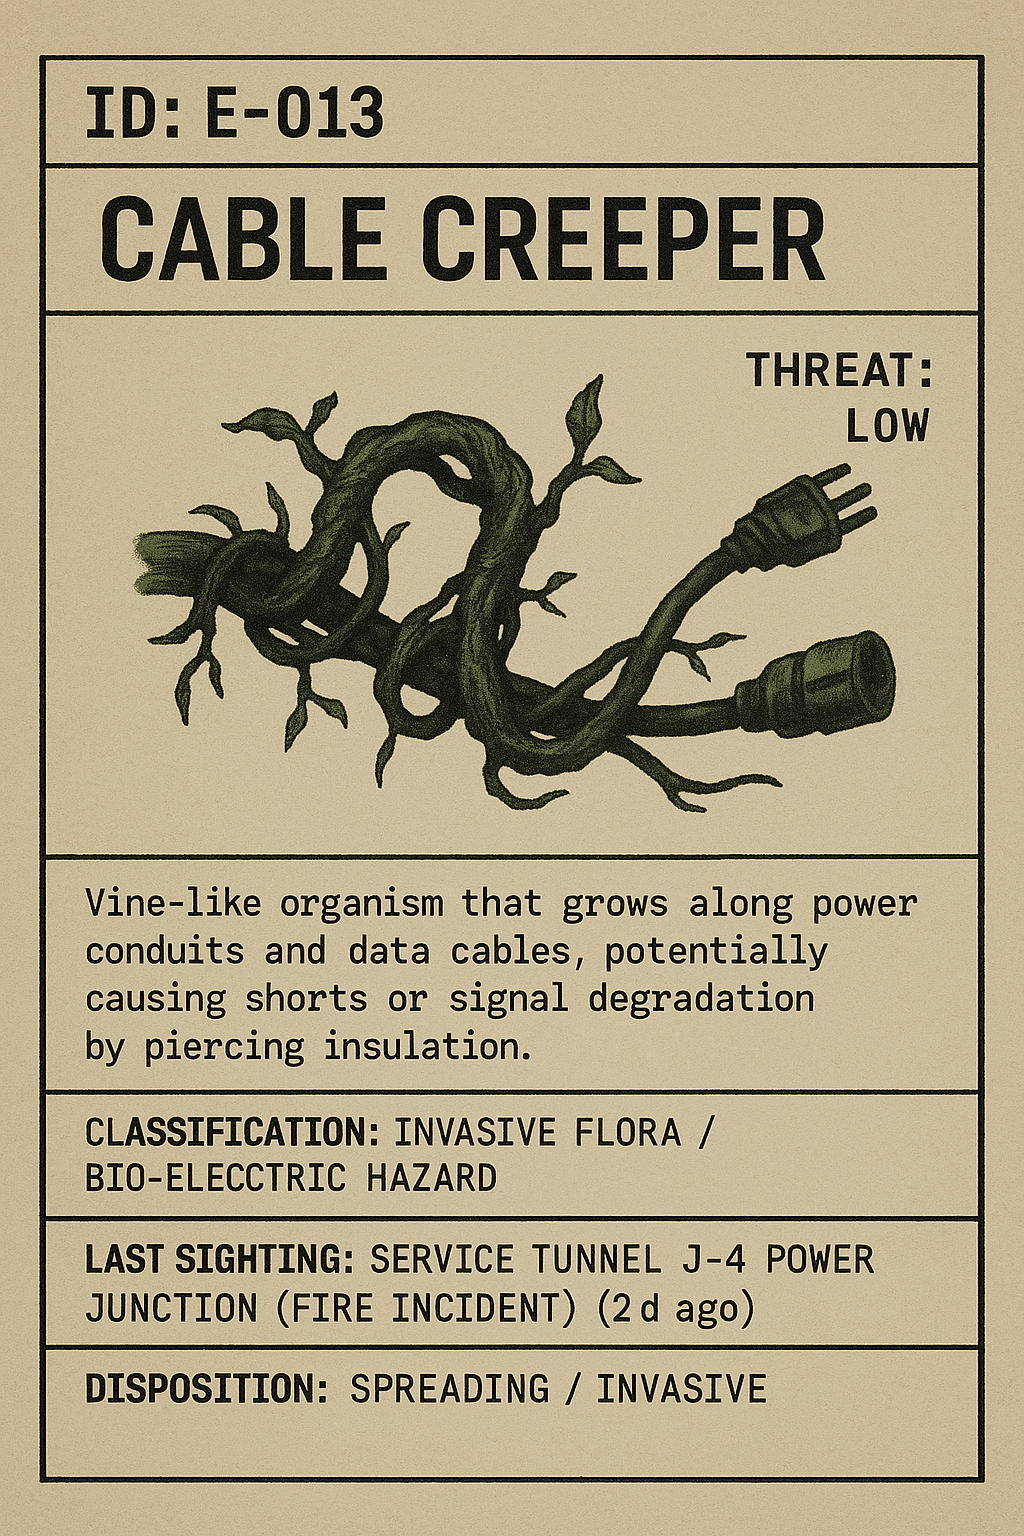 ID: E-013
CABLE CREEPER
THREAT:
LOW
Vine-like organism that grows along power
conduits and data cables, potentially
causing shorts or signal degradation
by piercing insulation.
CLASSIFICATION: INVASIVE FLORA /
BIO-ELECCTRIC HAZARD
LAST SIGHTING: SERVICE TUNNEL J-4 POWER
JUNCTION (FIRE INCIDENT) (2 d ago)
DISPOSITION: SPREADING / INVASIVE